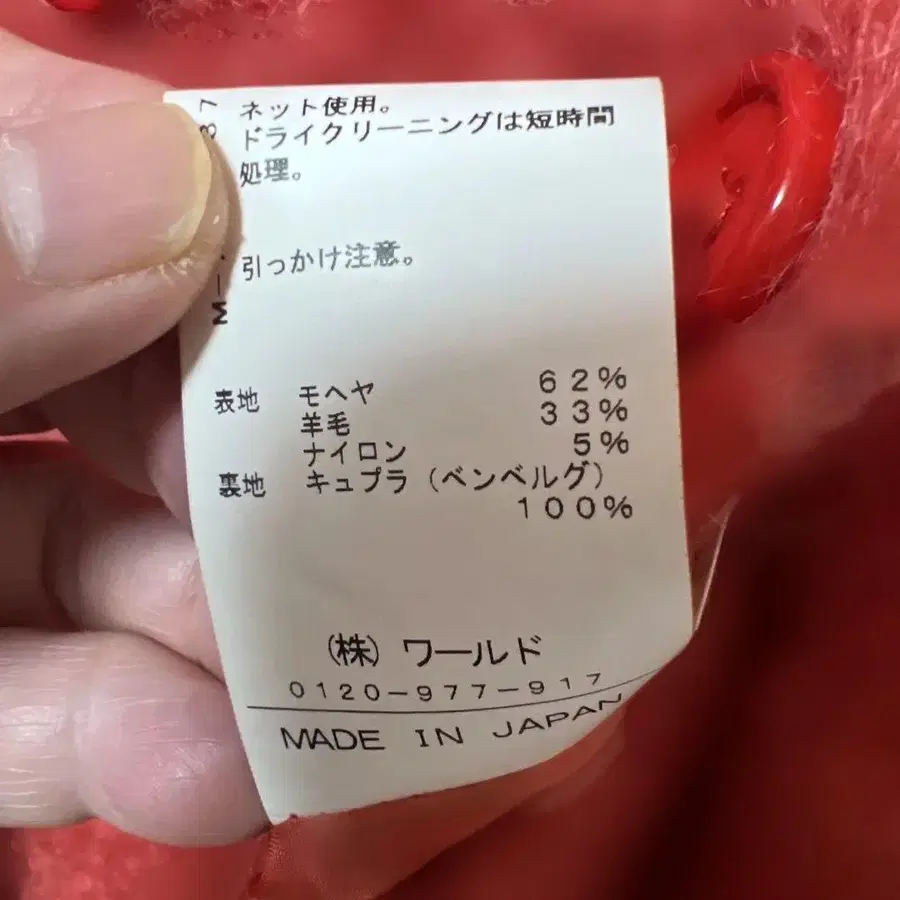 ネット使用。
ドライクリーニングは短時間
処理。
引っかけ注意。
表地 モヘヤ 62%
羊毛 33%
ナイロン 5%
裏地 キュプラ（ベンベルグ）
100%
（株）ワールド
0120-977-917
MADE IN JAPAN